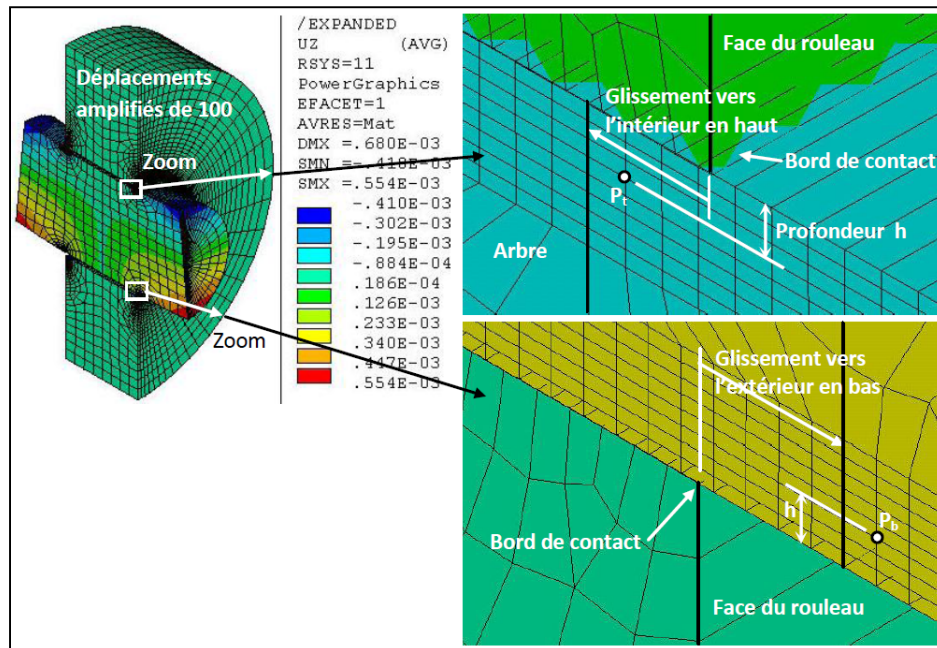 Déplacements
amplifiés de 100
Zoom
Zoom
/EXPANDED
UZ (AVG)
RSYS=11
PowerGraphics
EFACET=1
AVRES=Mat
DMX =.680E-03
SMN =-.410E-03
SMX =.554E-03
-.410E-03
-.302E-03
-.195E-03
-.884E-04
.186E-04
.126E-03
.233E-03
.340E-03
.447E-03
.554E-03
Face du rouleau
Glissement vers
l'intérieur en haut
Bord de contact
Pt
Profondeur h
Arbre
Glissement vers
l'extérieur en bas
h
Pb
Bord de contact
Face du rouleau